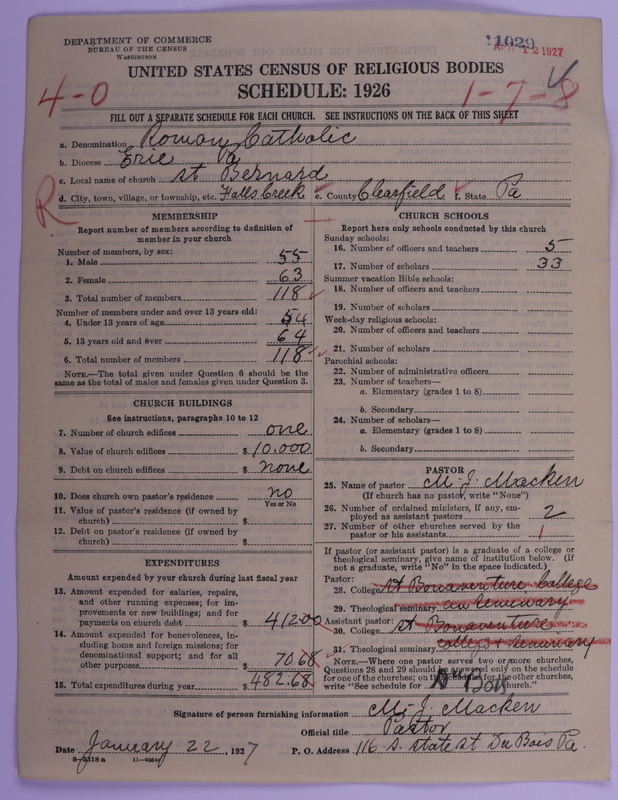 DEPARTMENT OF COMMERCE
BUREAU OF THE CENSUS
WASHINGTON
11029
APR 12 1927
UNITED STATES CENSUS OF RELIGIOUS BODIES
SCHEDULE: 1926
4-0
1-7-8
FILL OUT A SEPARATE SCHEDULE FOR EACH CHURCH. SEE INSTRUCTIONS ON THE BACK OF THIS SHEET
a. Denomination Roman Catholic
b. Diocese Erie Pa
c. Local name of church St Bernard
d. City, town, village, or township, etc. Falls Creek e. County Clearfield f. State Pa
R
MEMBERSHIP
Report number of members according to definition of
member in your church
Number of members, by sex:
1. Male 55
2. Female 63
3. Total number of members 118
Number of members under and over 13 years old:
4. Under 13 years of age 54
5. 13 years old and over 64
6. Total number of members 118
NOTE.—The total given under Question 6 should be the
same as the total of males and females given under Question 3.
CHURCH BUILDINGS
See instructions, paragraphs 10 to 12
7. Number of church edifices one
8. Value of church edifices $ 10.000
9. Debt on church edifices $ none
10. Does church own pastor's residence no
Yes or No
11. Value of pastor's residence (if owned by
church) $
12. Debt on pastor's residence (if owned by
church) $
EXPENDITURES
Amount expended by your church during last fiscal year
13. Amount expended for salaries, repairs,
and other running expenses; for im-
provements or new buildings; and for
payments on church debt $ 412.00
14. Amount expended for benevolences, in-
cluding home and foreign missions; for
denominational support; and for all
other purposes $ 70.68
15. Total expenditures during year $ 482.68
CHURCH SCHOOLS
Report here only schools conducted by this church
Sunday schools:
16. Number of officers and teachers 5
17. Number of scholars 33
Summer vacation Bible schools:
18. Number of officers and teachers
19. Number of scholars
Week-day religious schools:
20. Number of officers and teachers
21. Number of scholars
Parochial schools:
22. Number of administrative officers
23. Number of teachers—
a. Elementary (grades 1 to 8)
b. Secondary
24. Number of scholars—
a. Elementary (grades 1 to 8)
b. Secondary
PASTOR
25. Name of pastor M. J. Macken
(If church has no pastor, write "None")
26. Number of ordained ministers, if any, em-
ployed as assistant pastors 2
27. Number of other churches served by the
pastor or his assistants 1
If pastor (or assistant pastor) is a graduate of a college or
theological seminary, give name of institution below. (If
not a graduate, write "No" in the space indicated.)
Pastor:
28. College St Bonaventure College
29. Theological seminary and seminary
Assistant pastor:
30. College St Bonaventure
College & Seminary
31. Theological seminary
NOTE.—Where one pastor serves two or more churches,
Questions 28 and 29 should be answered only on the schedule
for one of the churches; on the schedules for the other churches,
write "See schedule for church."
Signature of person furnishing information M. J. Macken
Official title Pastor
Date January 22, 1927 P. O. Address 116 S. State St Du Bois Pa.
8—5518 a